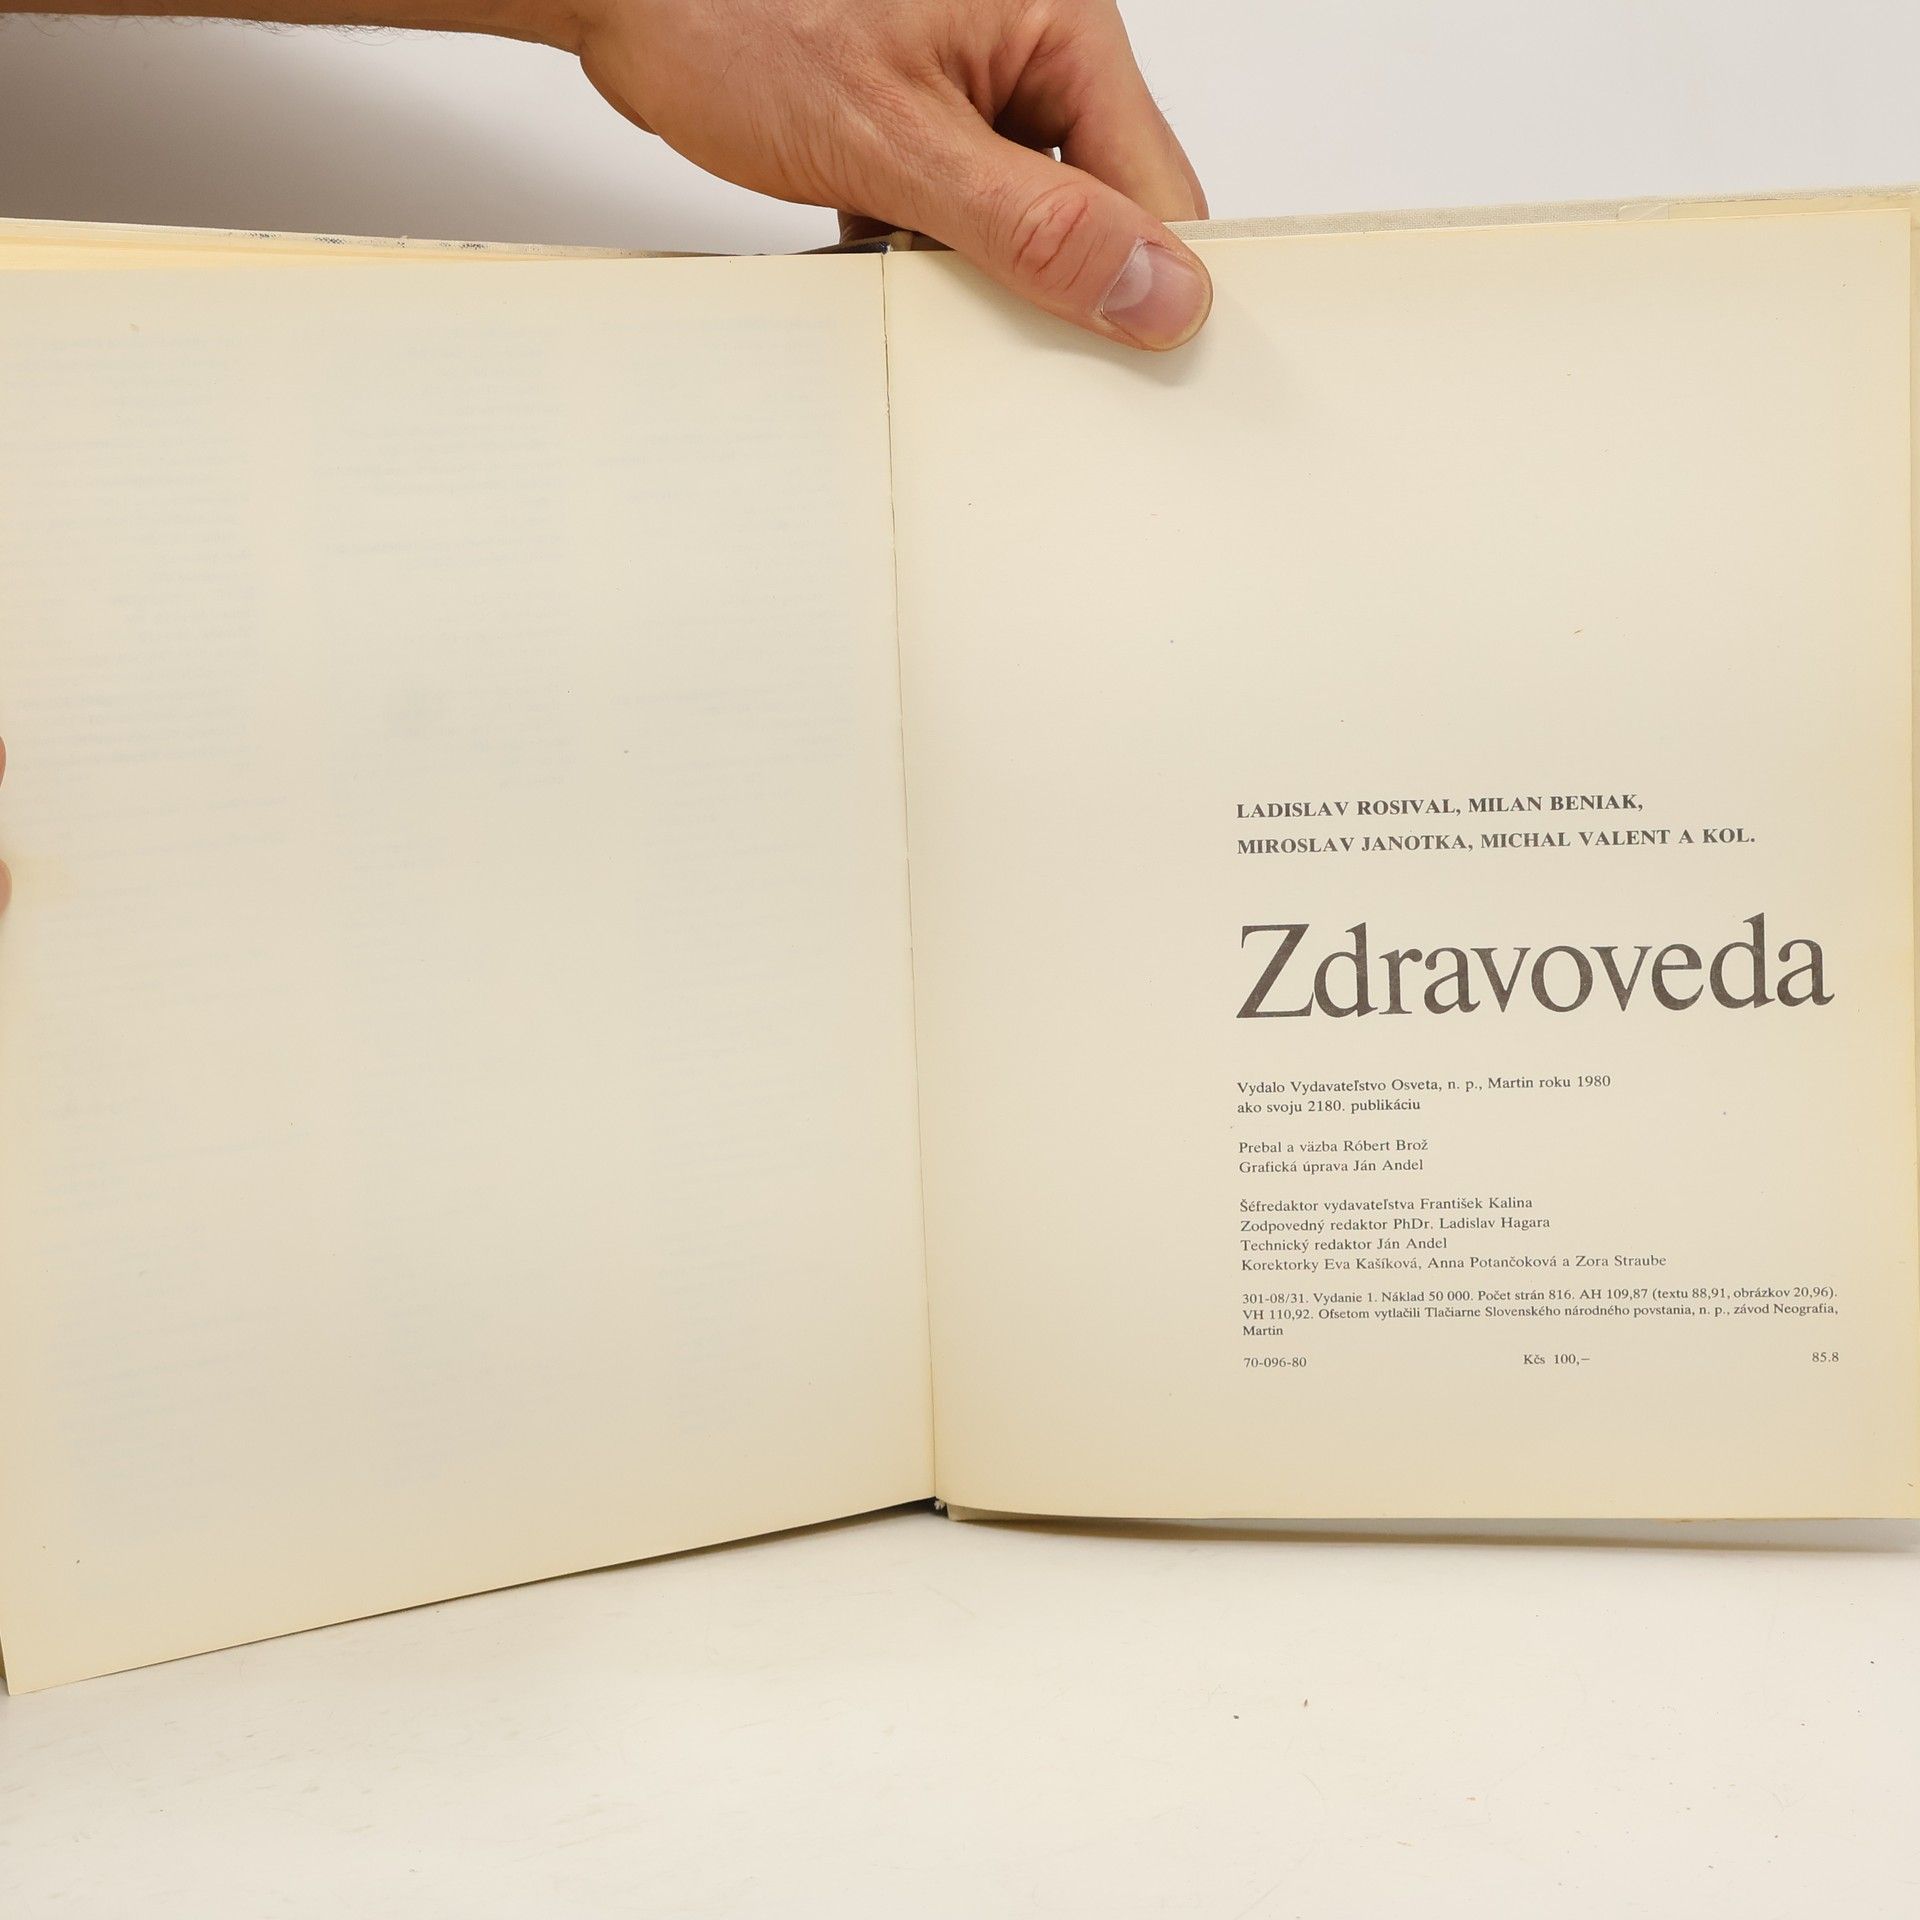 LADISLAV ROSIVAL, MILAN BENIAK,
MIROSLAV JANOTKA, MICHAL VALENT A KOL.
Zdravoveda
Vydalo Vydavateľstvo Osveta, n. p., Martin roku 1980
ako svoju 2180. publikáciu
Prebal a väzba Róbert Brož
Grafická úprava Ján Andel
Šéfredaktor vydavateľstva František Kalina
Zodpovedný redaktor PhDr. Ladislav Hagara
Technický redaktor Ján Andel
Korektorky Eva Kašíková, Anna Potančoková a Zora Straube
301-08/31. Vydanie 1. Náklad 50 000. Počet strán 816. AH 109,87 (textu 88,91, obrázkov 20,96).
VH 110,92. Ofsetom vytlačili Tlačiarne Slovenského národného povstania, n. p., závod Neografia,
Martin
70-096-80 Kčs 100,– 85.8